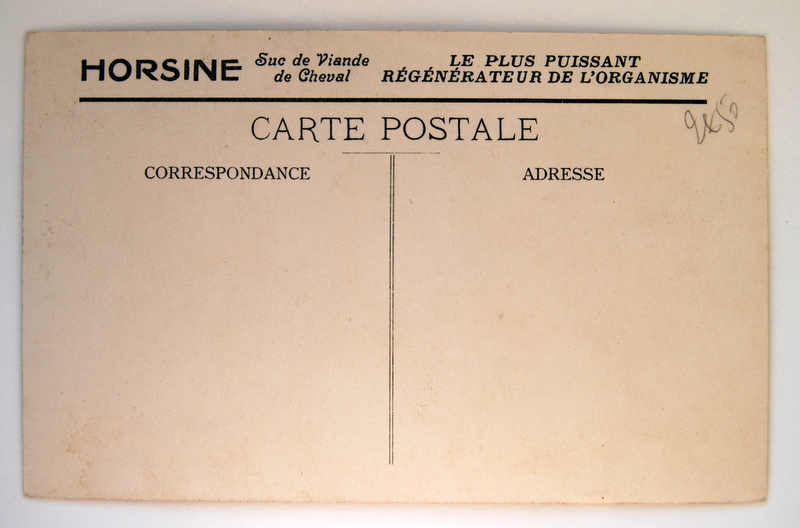 HORSINE
Suc de Viande
de Cheval
LE PLUS PUISSANT
RÉGÉNÉRATEUR DE L'ORGANISME
CARTE POSTALE
CORRESPONDANCE
ADRESSE